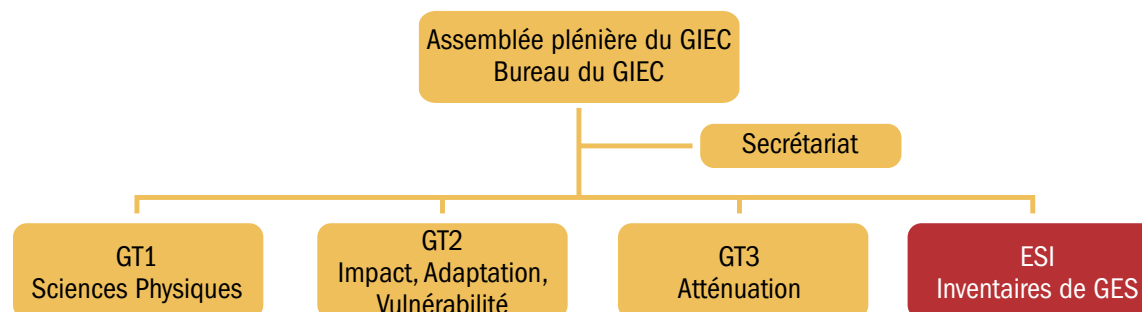 Assemblée plénière du GIEC
Bureau du GIEC
Secrétariat
GT1
Sciences Physiques
GT2
Impact, Adaptation,
Vulnérabilité
GT3
Atténuation
ESI
Inventaires de GES